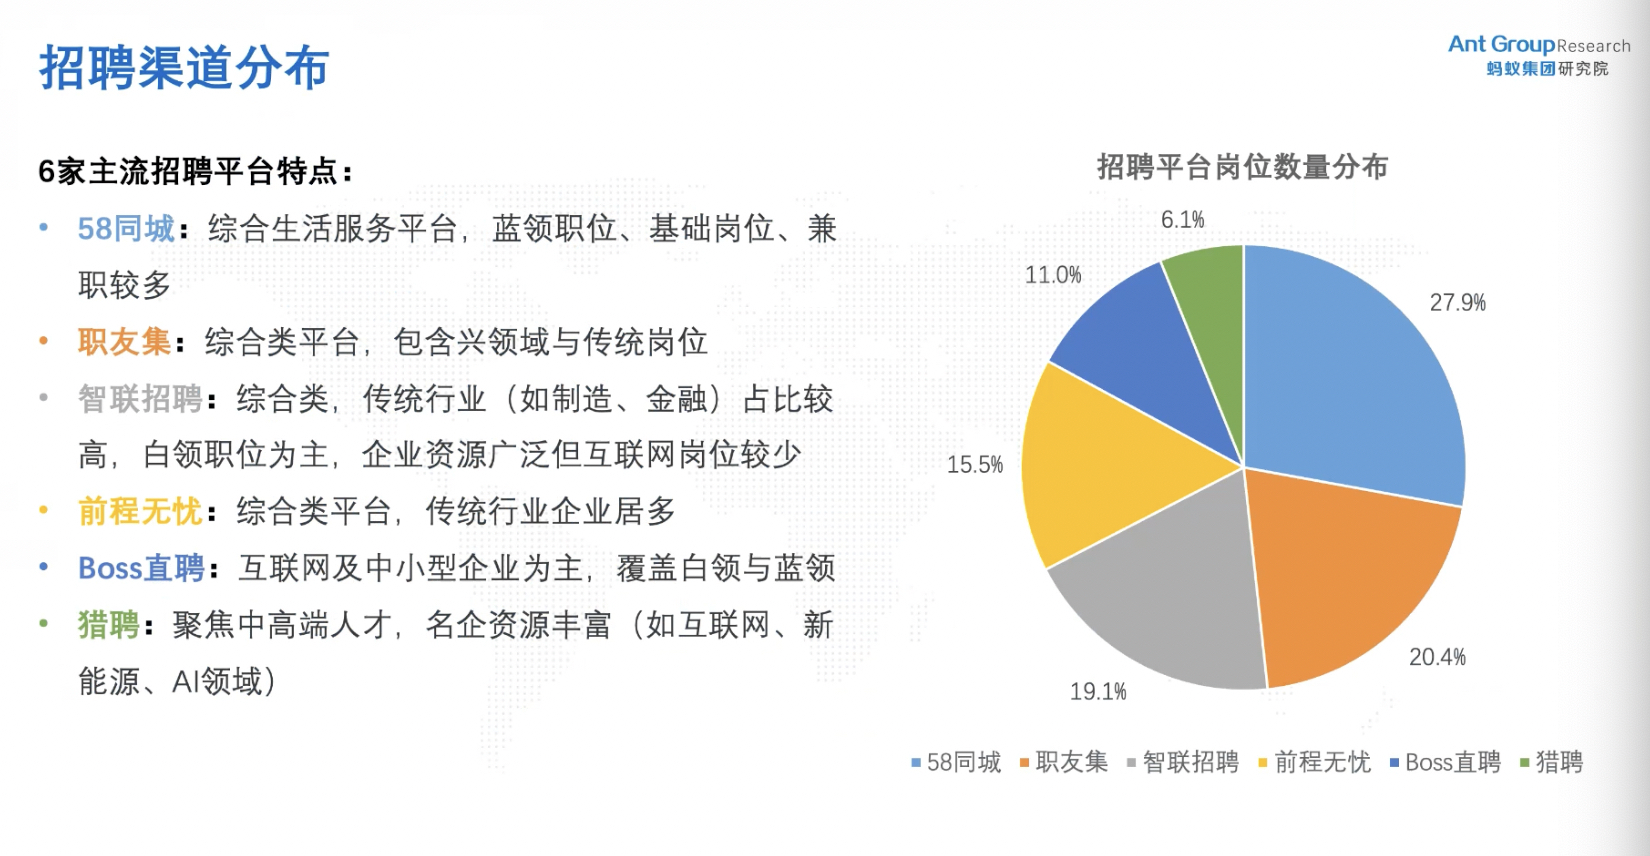 招聘渠道分布
Ant Group Research
蚂蚁集团研究院
6家主流招聘平台特点：
• 58同城：综合生活服务平台，蓝领职位、基础岗位、兼
职较多
• 职友集：综合类平台，包含兴领域与传统岗位
• 智联招聘：综合类，传统行业（如制造、金融）占比较
高，白领职位为主，企业资源广泛但互联网岗位较少
• 前程无忧：综合类平台，传统行业企业居多
• Boss直聘：互联网及中小型企业为主，覆盖白领与蓝领
• 猎聘：聚焦中高端人才，名企资源丰富（如互联网、新
能源、AI领域）
招聘平台岗位数量分布
6.1%
11.0%
27.9%
15.5%
20.4%
19.1%
58同城 职友集 智联招聘 前程无忧 Boss直聘 猎聘